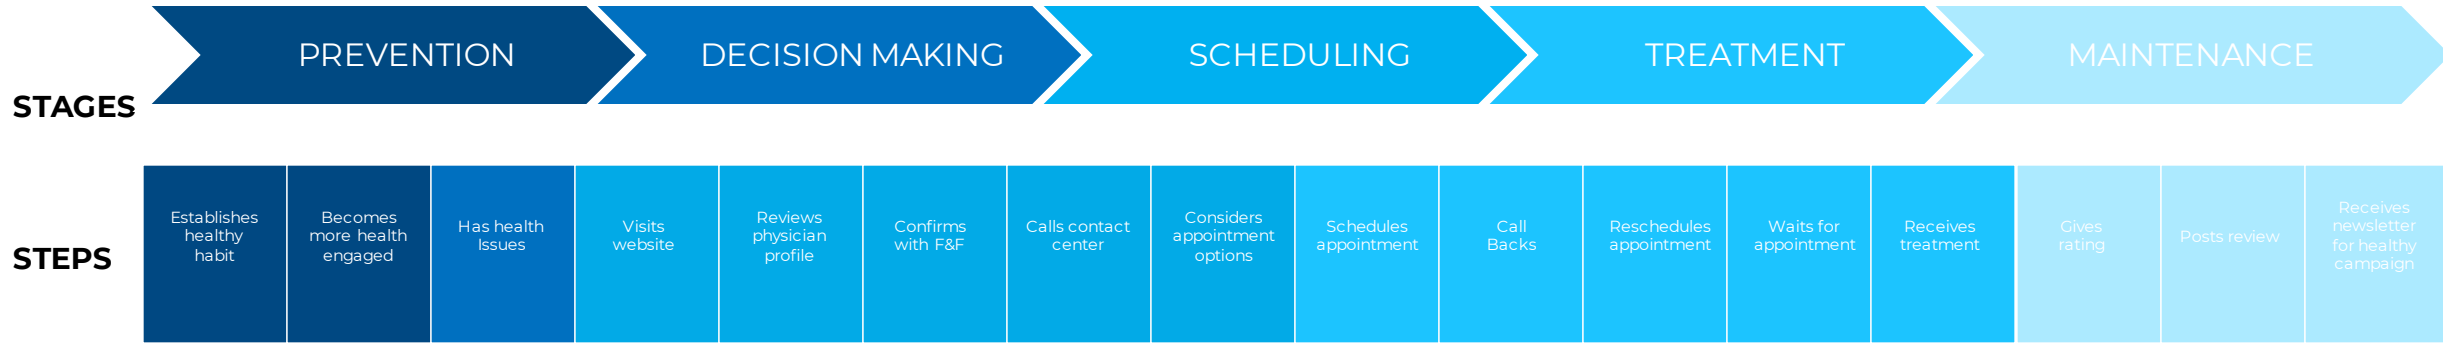 PREVENTION
DECISION MAKING
SCHEDULING
TREATMENT
MAINTENANCE
STAGES
STEPS
Establishes
healthy
habit
Becomes
more health
engaged
Has health
Issues
Visits
website
Reviews
physician
profile
Confirms
with F&F
Calls contact
center
Considers
appointment
options
Schedules
appointment
Call
Backs
Reschedules
appointment
Waits for
appointment
Receives
treatment
Gives
rating
Posts review
Receives
newsletter
for healthy
campaign